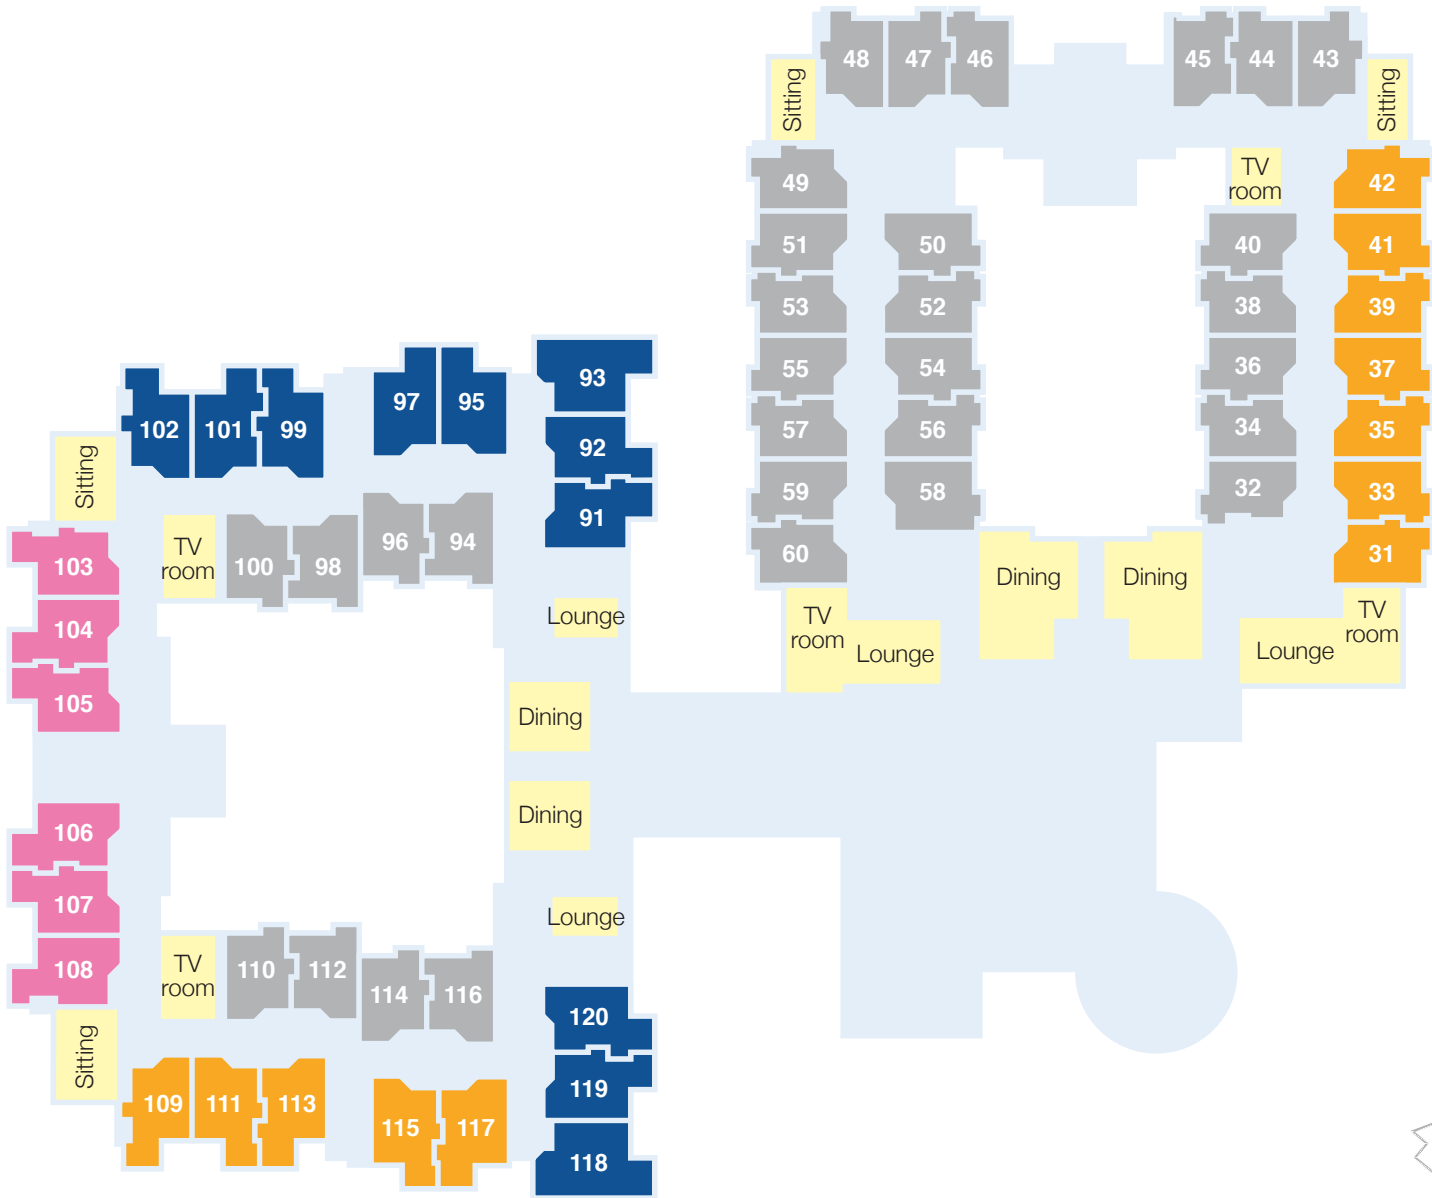 48
47
46
45
44
43
Sitting
Sitting
49
TV
room
42
51
50
40
41
53
52
38
39
55
54
36
37
57
56
34
35
59
58
32
33
60
31
Dining
Dining
TV
room
Lounge
Lounge
TV
room
93
97
95
102
101
99
92
Sitting
91
TV
room
100
98
96
94
103
104
Lounge
105
Dining
Dining
106
107
Lounge
108
TV
room
110
112
114
116
120
Sitting
119
109
111
113
115
117
118